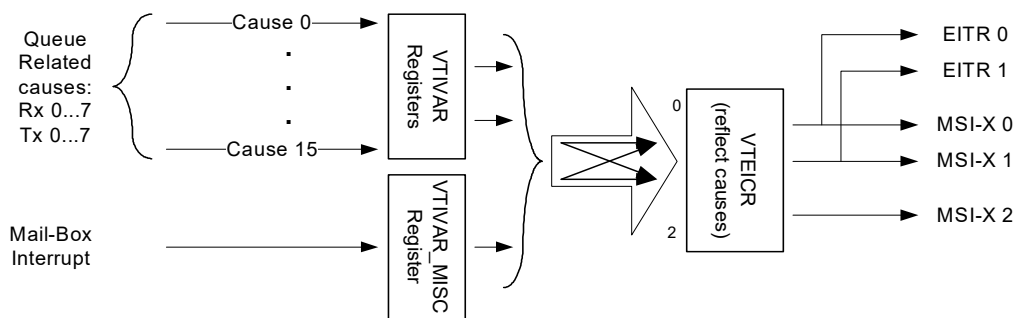 Queue
Related
causes:
Rx 0...7
Tx 0...7
Cause 0
.
.
.
Cause 15
Mail-Box
Interrupt
VTIVAR
Registers
VTIVAR_MISC
Register
0
2
VTEICR
(reflect causes)
EITR 0
EITR 1
MSI-X 0
MSI-X 1
MSI-X 2